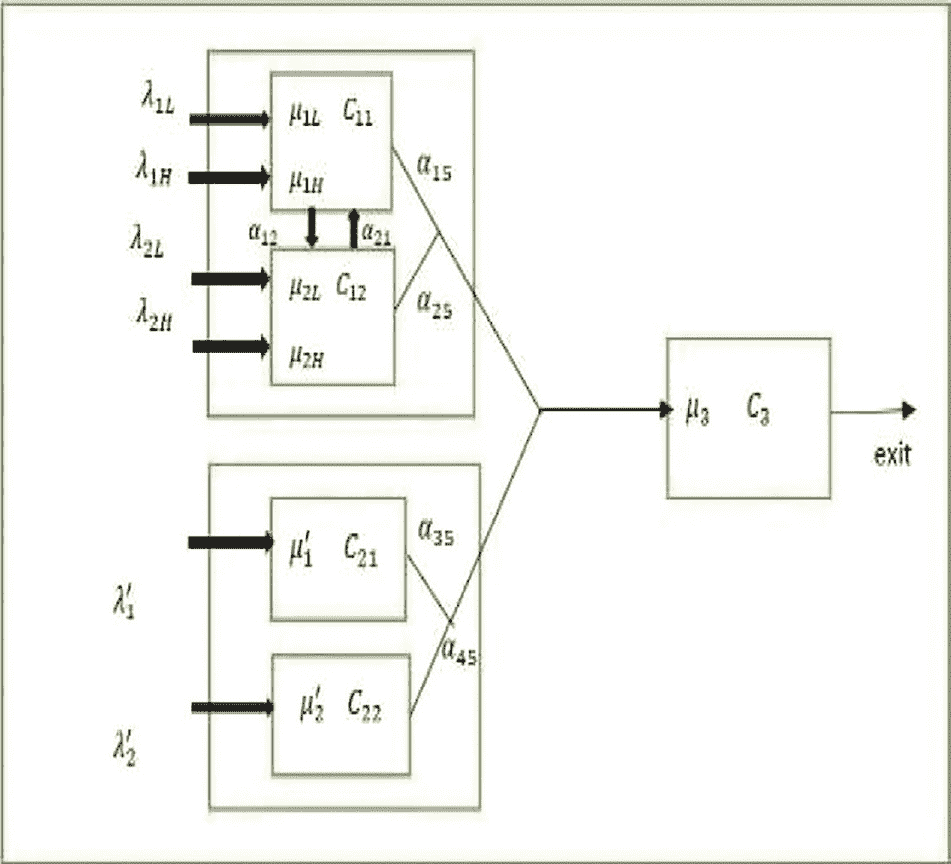 λ₁L
μ₁L C₁₁
α₁₅
λ₁H
μ₁H
α₁₂ α₂₁
λ₂L
μ₂L C₁₂
α₂₅
λ₂H
μ₂H
μ₃ C₃
exit
α₃₅
μ′₁ C₂₁
λ′₁
α₄₅
μ′₂ C₂₂
λ′₂